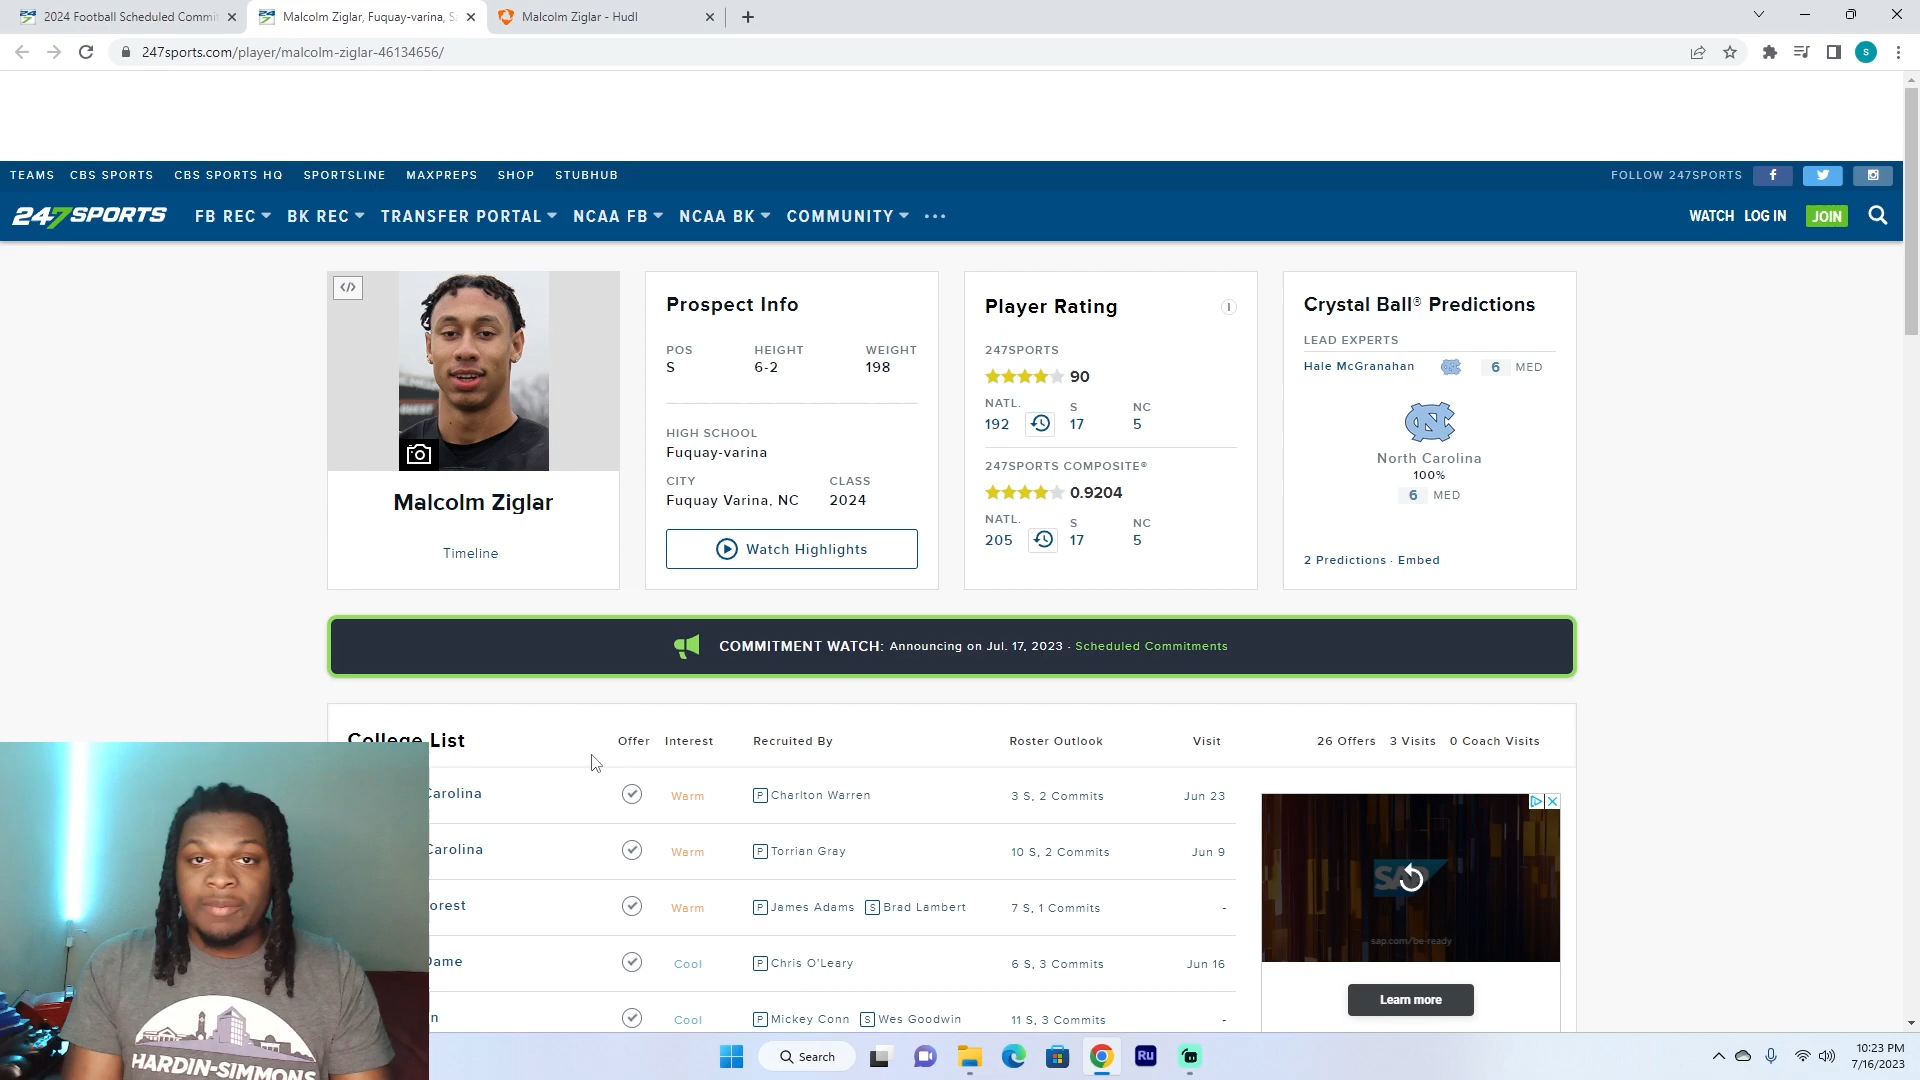 2024 Football Scheduled Commi
Malcolm Ziglar, Fuquay-varina, S
Malcolm Ziglar - Hudl
247sports.com/player/malcolm-ziglar-46134656/
S
TEAMS CBS SPORTS CBS SPORTS HQ SPORTSLINE MAXPREPS SHOP STUBHUB
FOLLOW 247SPORTS
247SPORTS FB REC BK REC TRANSFER PORTAL NCAA FB NCAA BK COMMUNITY
WATCH LOG IN JOIN
Malcolm Ziglar
Timeline
Prospect Info
POS HEIGHT WEIGHT
S 6-2 198
HIGH SCHOOL
Fuquay-varina
CITY CLASS
Fuquay Varina, NC 2024
Watch Highlights
Player Rating
247SPORTS
90
NATL. S NC
192 17 5
247SPORTS COMPOSITE®
0.9204
NATL. S NC
205 17 5
Crystal Ball® Predictions
LEAD EXPERTS
Hale McGranahan NC 6 MED
NC
North Carolina
100%
6 MED
2 Predictions · Embed
COMMITMENT WATCH: Announcing on Jul. 17, 2023 - Scheduled Commitments
College List Offer Interest Recruited By Roster Outlook Visit
26 Offers 3 Visits 0 Coach Visits
Carolina Warm P Charlton Warren 3 S, 2 Commits Jun 23
Carolina Warm P Torrian Gray 10 S, 2 Commits Jun 9
orest Warm P James Adams S Brad Lambert 7 S, 1 Commits -
Dame Cool P Chris O'Leary 6 S, 3 Commits Jun 16
n Cool P Mickey Conn S Wes Goodwin 11 S, 3 Commits -
SAP
sap.com/be-ready
Learn more
HARDIN-SIMMONS
Search
Ru
10:23 PM
7/16/2023